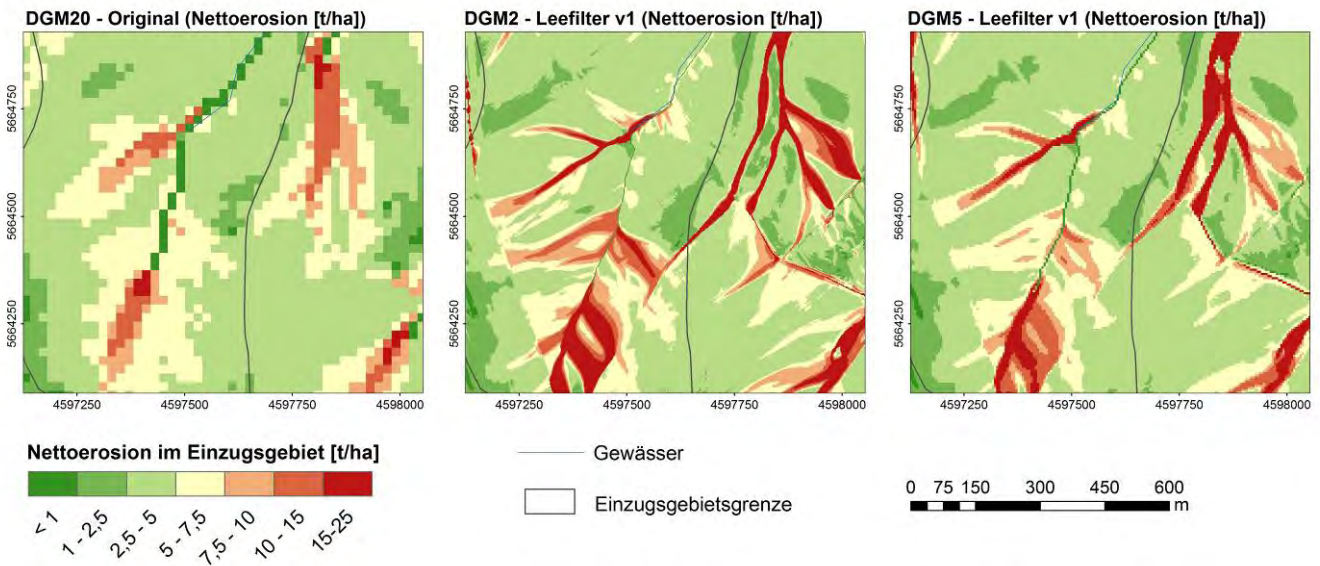 DGM20 - Original (Nettoerosion [t/ha])
DGM2 - Leefilter v1 (Nettoerosion [t/ha])
DGM5 - Leefilter v1 (Nettoerosion [t/ha])
5664750
5664500
5664250
4597250 4597500 4597750 4598000
5664750
5664500
5664250
4597250 4597500 4597750 4598000
5664750
5664500
5664250
4597250 4597500 4597750 4598000
Nettoerosion im Einzugsgebiet [t/ha]
< 1
1 - 2,5
2,5 - 5
5 - 7,5
7,5 - 10
10 - 15
15-25
Gewässer
Einzugsgebietsgrenze
0 75 150 300 450 600
m